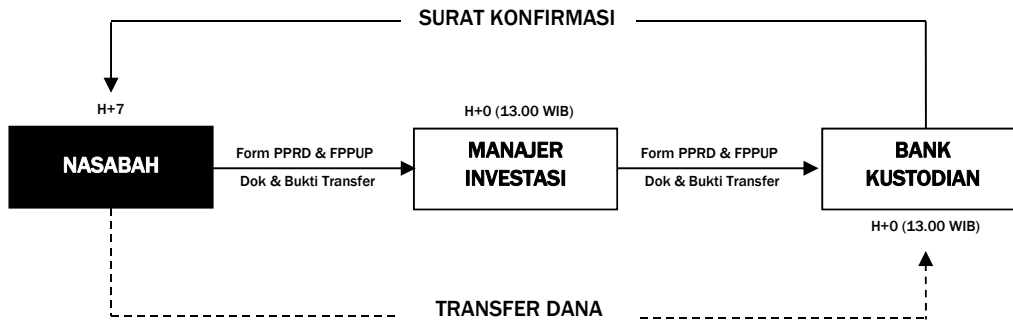 SURAT KONFIRMASI
H+7
H+0 (13.00 WIB)
NASABAH
Form PPRD & FPPUP
Dok & Bukti Transfer
MANAJER
INVESTASI
Form PPRD & FPPUP
Dok & Bukti Transfer
BANK
KUSTODIAN
H+0 (13.00 WIB)
TRANSFER DANA